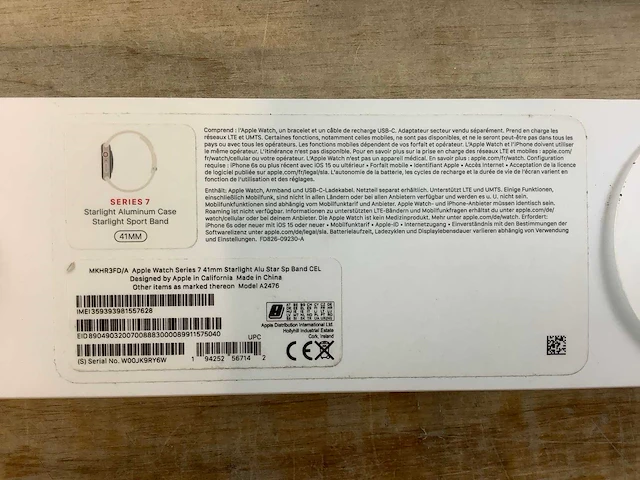 SERIES 7
Starlight Aluminum Case
Starlight Sport Band
41MM
Comprend : l'Apple Watch, un bracelet et un câble de recharge USB-C. Adaptateur secteur vendu séparément. Prend en charge les
réseaux LTE et UMTS. Certaines fonctions, notamment celles mobiles, ne sont pas disponibles, et ne le seront peut-être pas dans tous les
pays ou avec tous les opérateurs. Les fonctions mobiles dépendent de vos forfait et opérateur. L'Apple Watch et l'iPhone doivent utiliser
le même opérateur. L'itinérance n'est pas disponible. Pour en savoir plus sur la prise en charge des réseaux LTE et mobiles : apple.com/
fr/watch/cellular ou votre opérateur. L'Apple Watch n'est pas un appareil médical. En savoir plus : apple.com/fr/watch. Configuration
requise : iPhone 6s ou plus récent avec iOS 15 ou ultérieur • Forfait mobile • Identifiant Apple • Accès Internet • Acceptation de la licence
de logiciel publiée sur apple.com/fr/legal/sla. L'autonomie de la batterie, les cycles de recharge et la durée de vie de l'écran varient en
fonction de l'utilisation et des réglages.
Enthält: Apple Watch, Armband und USB-C-Ladekabel. Netzteil separat erhältlich. Unterstützt LTE und UMTS. Einige Funktionen,
einschließlich Mobilfunk, sind nicht in allen Ländern oder bei allen Anbietern verfügbar und werden es u. U. nicht sein.
Mobilfunkfunktionen sind abhängig vom Mobilfunktarif und Anbieter. Apple Watch- und iPhone-Anbieter müssen identisch sein.
Roaming ist nicht verfügbar. Informationen zu unterstützten LTE-Bändern und Mobilfunkfragen erhältst du unter apple.com/de/
watch/cellular oder bei deinem Anbieter. Die Apple Watch ist kein Medizinprodukt. Mehr unter apple.com/de/watch. Erfordert:
iPhone 6s oder neuer mit iOS 15 oder neuer • Mobilfunktarif • Apple-ID • Internetzugang • Einverständnis mit den Bestimmungen der
Softwarelizenz unter apple.com/de/legal/sla. Batterielaufzeit, Ladezyklen und Displaylebensdauer variieren abhängig von Verwendung
und Einstellungen. FD826-09230-A
MKHR3FD/A Apple Watch Series 7 41mm Starlight Alu Star Sp Band CEL
Designed by Apple in California Made in China
Other items as marked thereon Model A2476
IMEI359393981557628
EID89049032007008883000089911575040
(S) Serial No. W00JK9RY6W
UPC
1 94252 56714 2
Apple Distribution International Ltd.
Hollyhill Industrial Estate
Cork, Ireland
CE